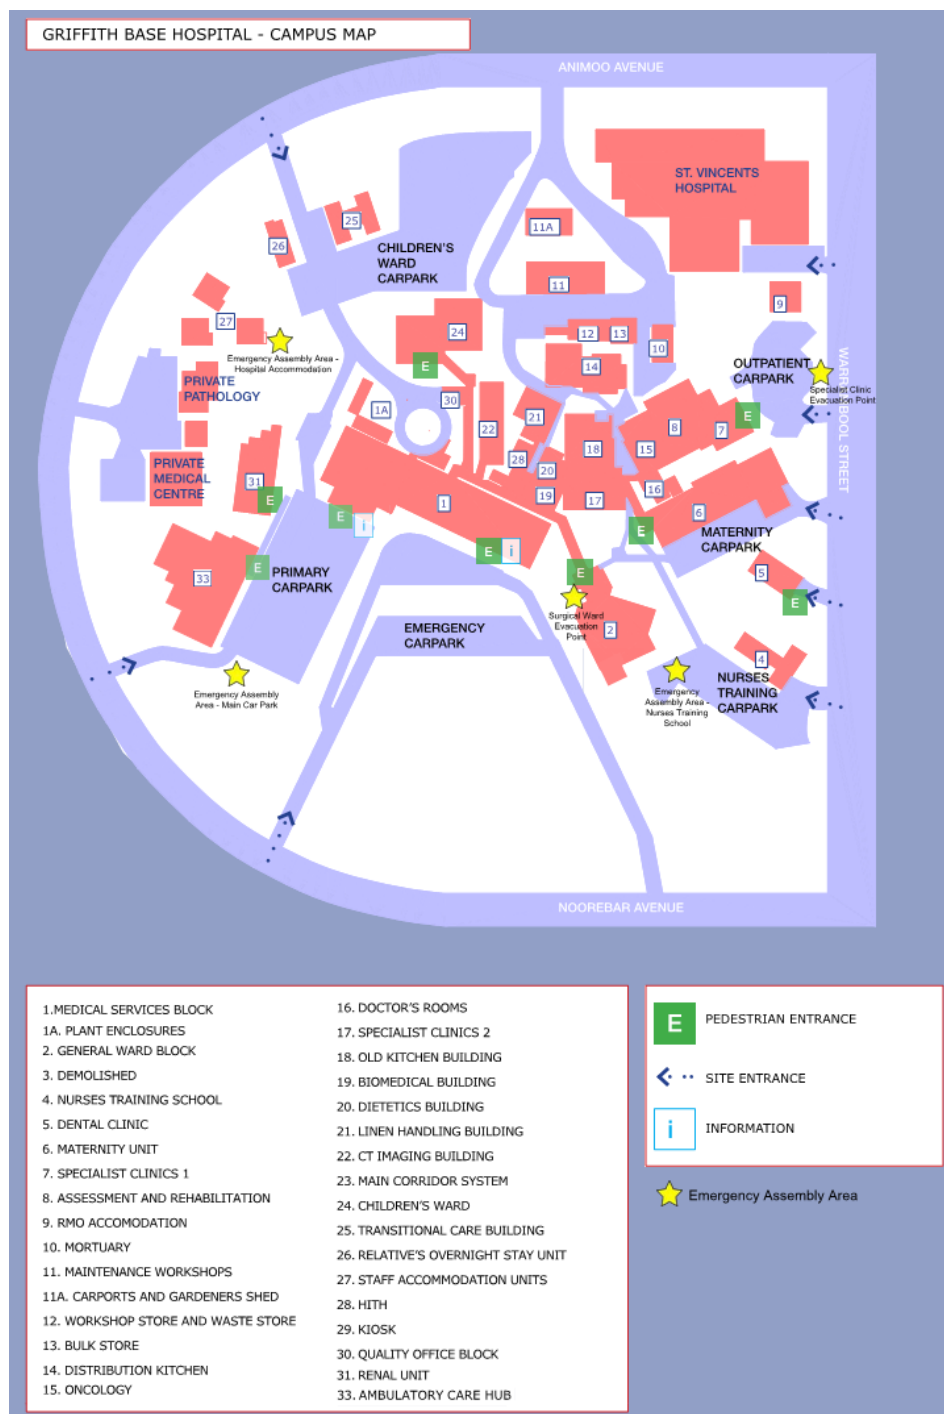 GRIFFITH BASE HOSPITAL - CAMPUS MAP
ANIMOO AVENUE
ST. VINCENTS
HOSPITAL
25
11A
26
CHILDREN'S
WARD
CARPARK
11
9
27
24
12
13
10
Emergency Assembly Area -
Hospital Accommodation
14
OUTPATIENT
CARPARK
E
PRIVATE
PATHOLOGY
Specialist Clinic
Evacuation Point
WARR BOOL STREET
1A
30
21
22
E
8
7
18
15
28
20
PRIVATE
MEDICAL
CENTRE
31
E
19
17
16
1
6
E
i
E
MATERNITY
CARPARK
E
i
E
E
5
33
PRIMARY
CARPARK
Surgical Ward
Evacuation
Point
E
EMERGENCY
CARPARK
2
4
Emergency Assembly
Area - Main Car Park
Emergency
Assembly Area -
Nurses Training
School
NURSES
TRAINING
CARPARK
NOOREBAR AVENUE
1.MEDICAL SERVICES BLOCK
1A. PLANT ENCLOSURES
2. GENERAL WARD BLOCK
3. DEMOLISHED
4. NURSES TRAINING SCHOOL
5. DENTAL CLINIC
6. MATERNITY UNIT
7. SPECIALIST CLINICS 1
8. ASSESSMENT AND REHABILITATION
9. RMO ACCOMODATION
10. MORTUARY
11. MAINTENANCE WORKSHOPS
11A. CARPORTS AND GARDENERS SHED
12. WORKSHOP STORE AND WASTE STORE
13. BULK STORE
14. DISTRIBUTION KITCHEN
15. ONCOLOGY
16. DOCTOR'S ROOMS
17. SPECIALIST CLINICS 2
18. OLD KITCHEN BUILDING
19. BIOMEDICAL BUILDING
20. DIETETICS BUILDING
21. LINEN HANDLING BUILDING
22. CT IMAGING BUILDING
23. MAIN CORRIDOR SYSTEM
24. CHILDREN'S WARD
25. TRANSITIONAL CARE BUILDING
26. RELATIVE'S OVERNIGHT STAY UNIT
27. STAFF ACCOMMODATION UNITS
28. HITH
29. KIOSK
30. QUALITY OFFICE BLOCK
31. RENAL UNIT
33. AMBULATORY CARE HUB
E
PEDESTRIAN ENTRANCE
SITE ENTRANCE
i
INFORMATION
Emergency Assembly Area